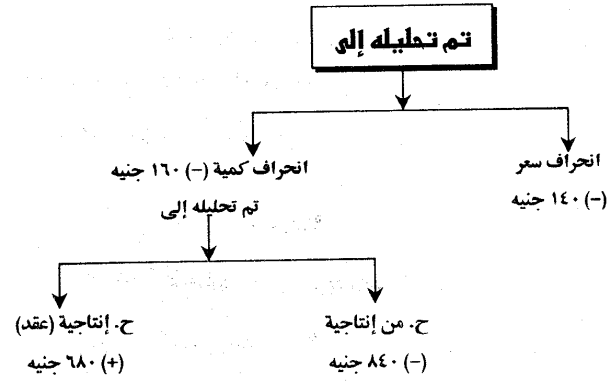 تم تحليله إلى
انحراف سعر
(–) ١٤٠ جنيه
انحراف كمية (–) ١٦٠ جنيه
تم تحليله إلى
ح. من إنتاجية
(–) ٨٤٠ جنيه
ح. إنتاجية (عقد)
(+) ٦٨٠ جنيه